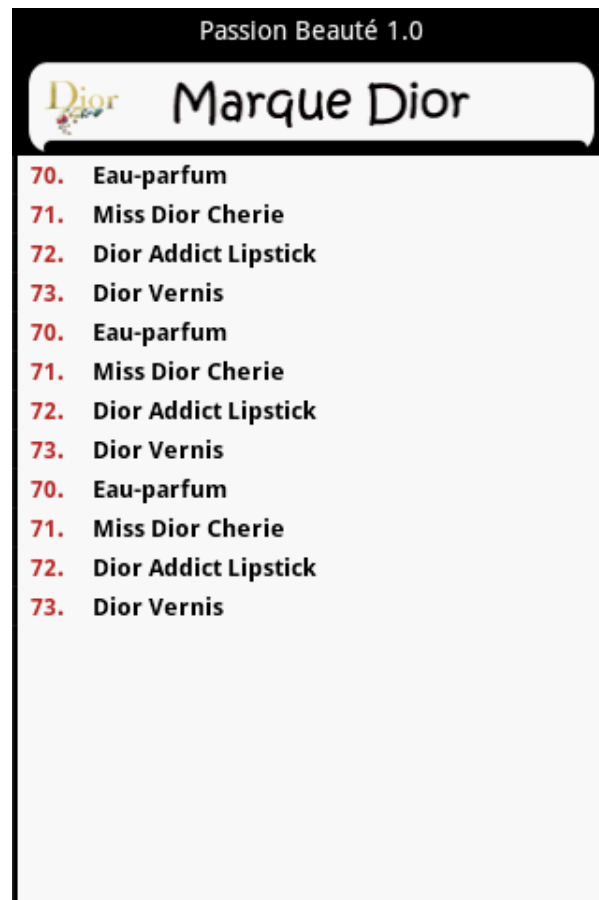 Passion Beauté 1.0
Dior Marque Dior
70. Eau-parfum
71. Miss Dior Cherie
72. Dior Addict Lipstick
73. Dior Vernis
70. Eau-parfum
71. Miss Dior Cherie
72. Dior Addict Lipstick
73. Dior Vernis
70. Eau-parfum
71. Miss Dior Cherie
72. Dior Addict Lipstick
73. Dior Vernis